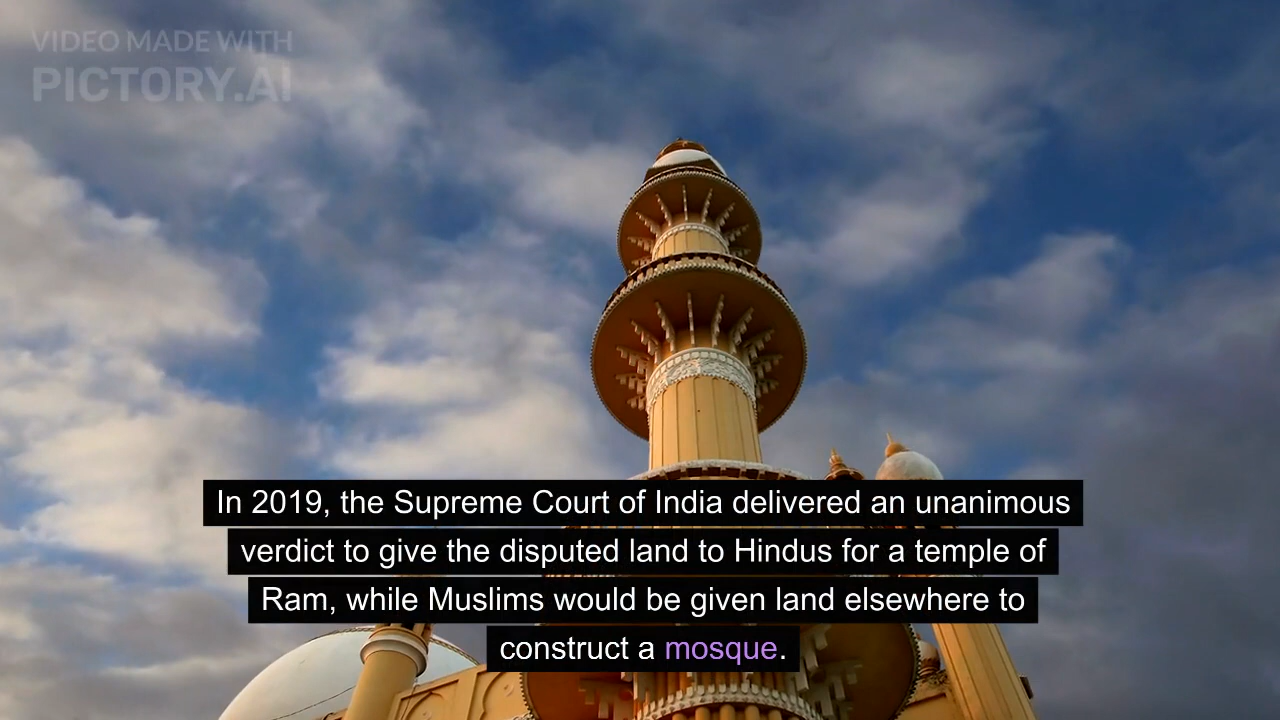 VIDEO MADE WITH
PICTORY.AI
In 2019, the Supreme Court of India delivered an unanimous
verdict to give the disputed land to Hindus for a temple of
Ram, while Muslims would be given land elsewhere to
construct a mosque.